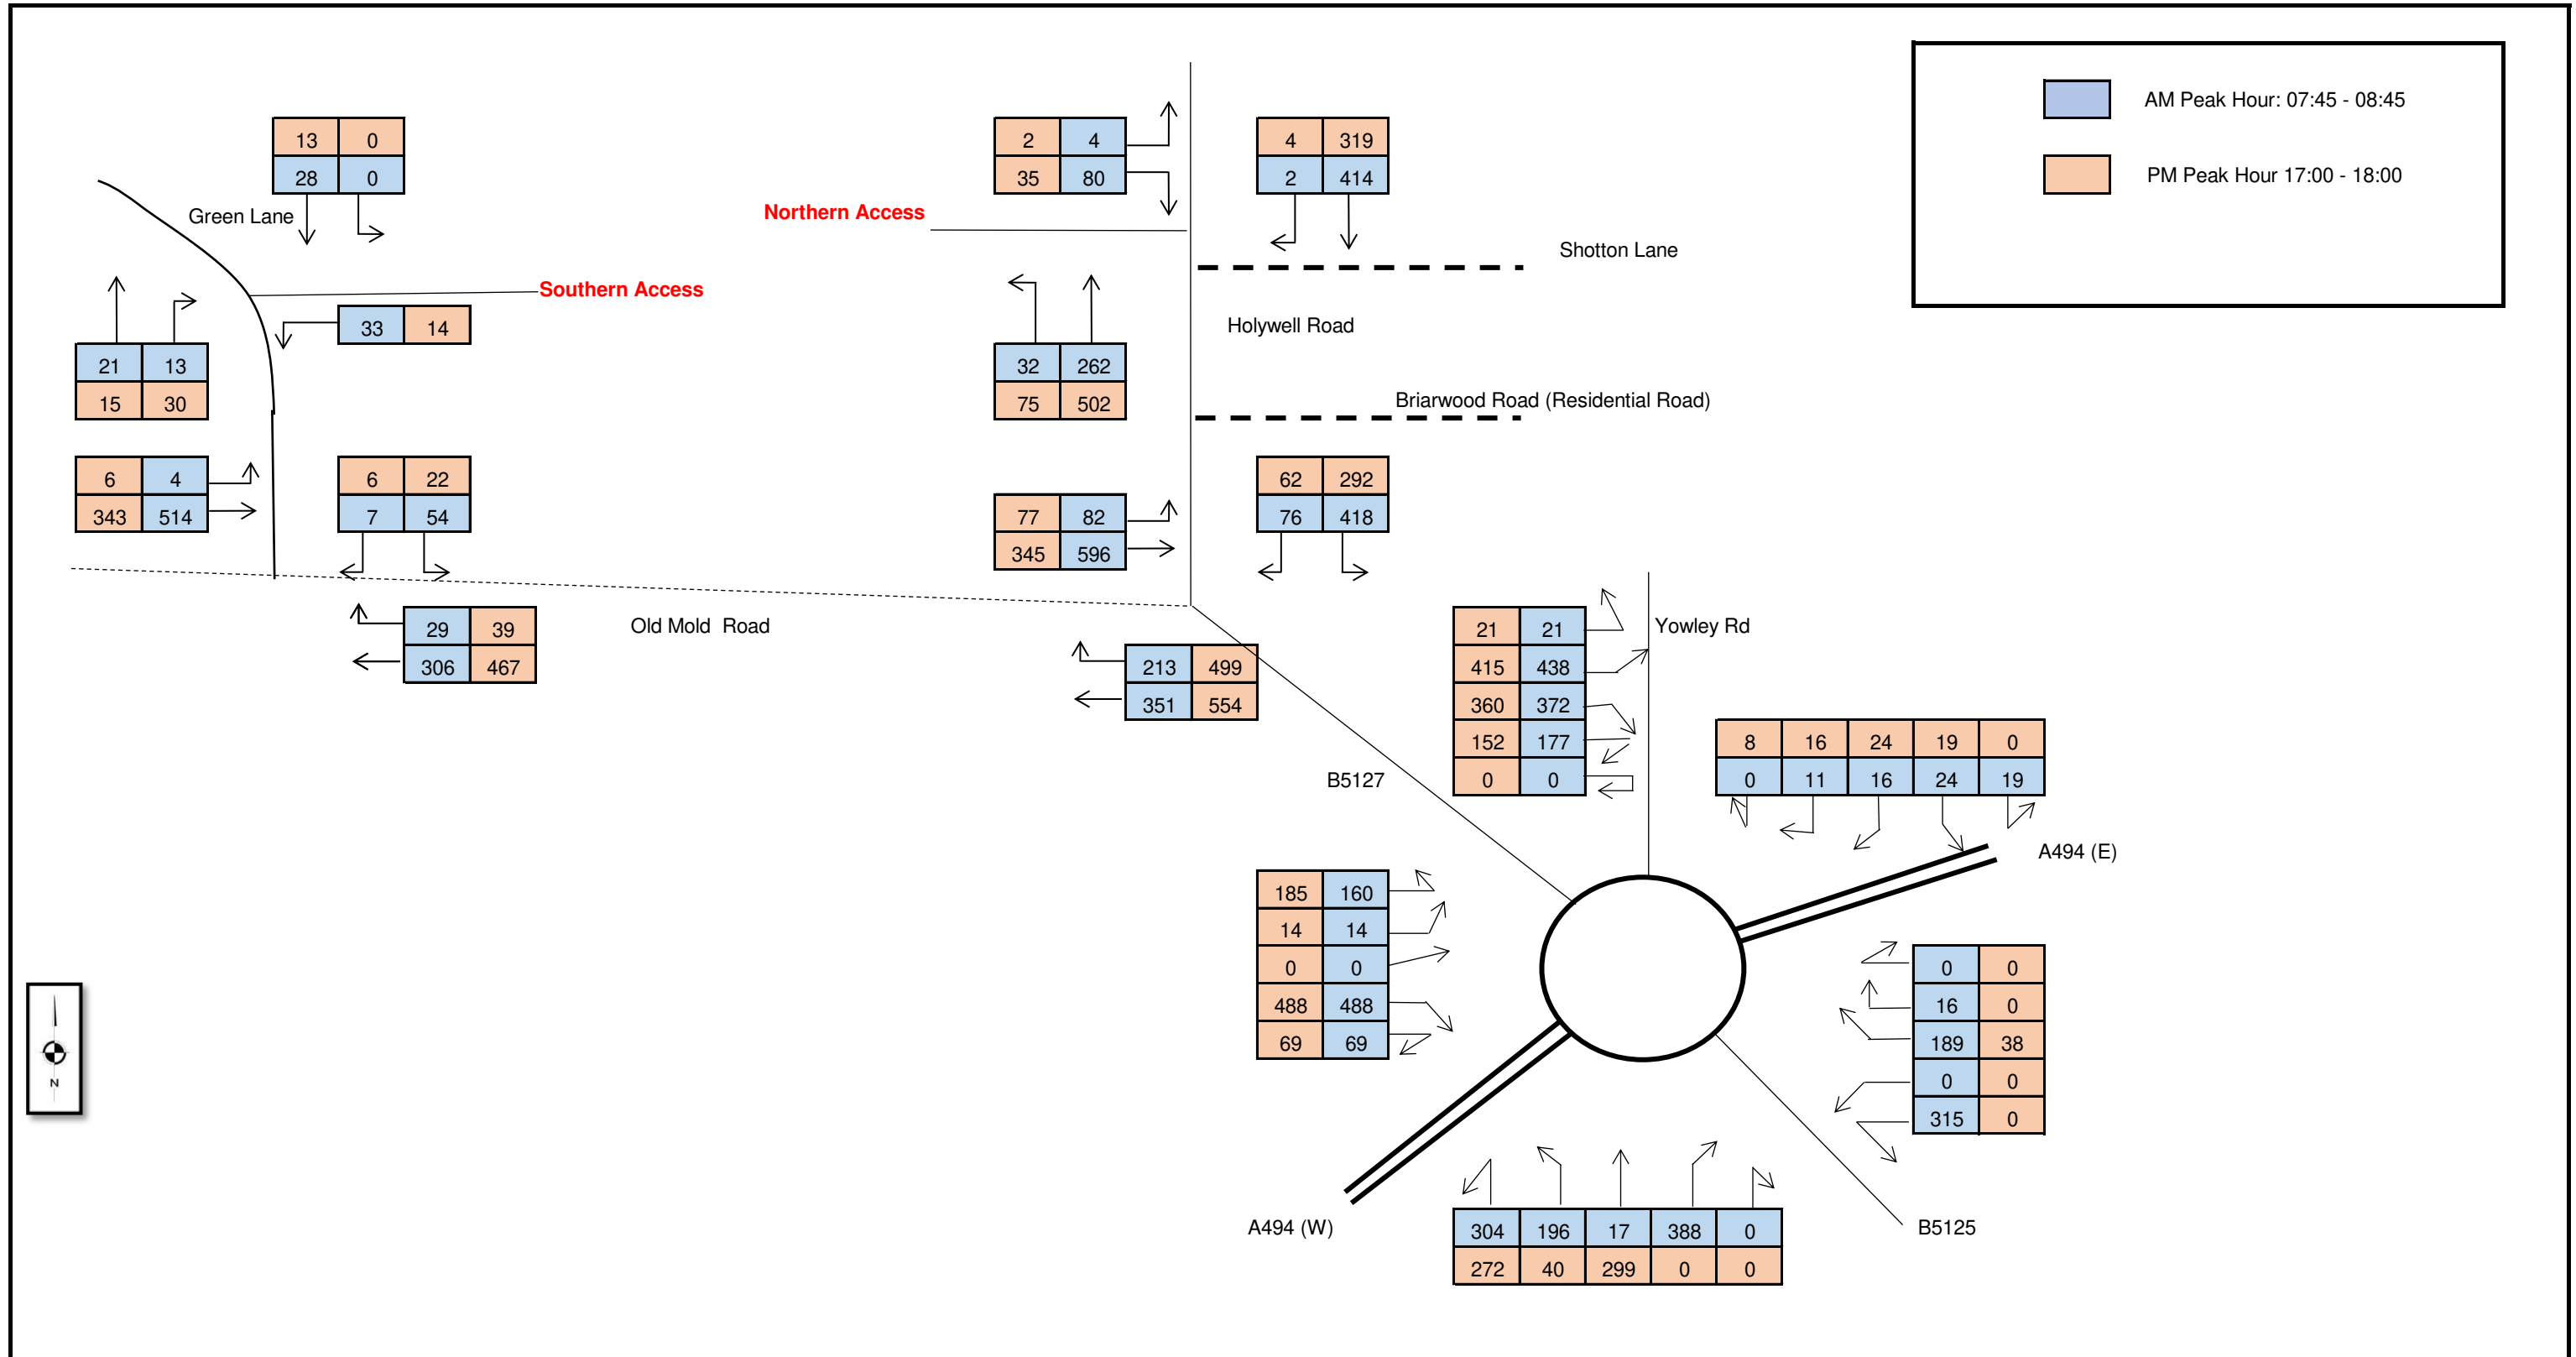 AM Peak Hour: 07:45 - 08:45
PM Peak Hour 17:00 - 18:00
13 0
28 0
Green Lane
2 4
35 80
4 319
2 414
Northern Access
Shotton Lane
Southern Access
33 14
Holywell Road
21 13
15 30
32 262
75 502
Briarwood Road (Residential Road)
6 4
343 514
6 22
7 54
77 82
345 596
62 292
76 418
29 39
306 467
Old Mold Road
213 499
351 554
21 21
415 438
360 372
152 177
0 0
Yowley Rd
B5127
8 16 24 19 0
0 11 16 24 19
A494 (E)
185 160
14 14
0 0
488 488
69 69
0 0
16 0
189 38
0 0
315 0
N
A494 (W)
304 196 17 388 0
272 40 299 0 0
B5125